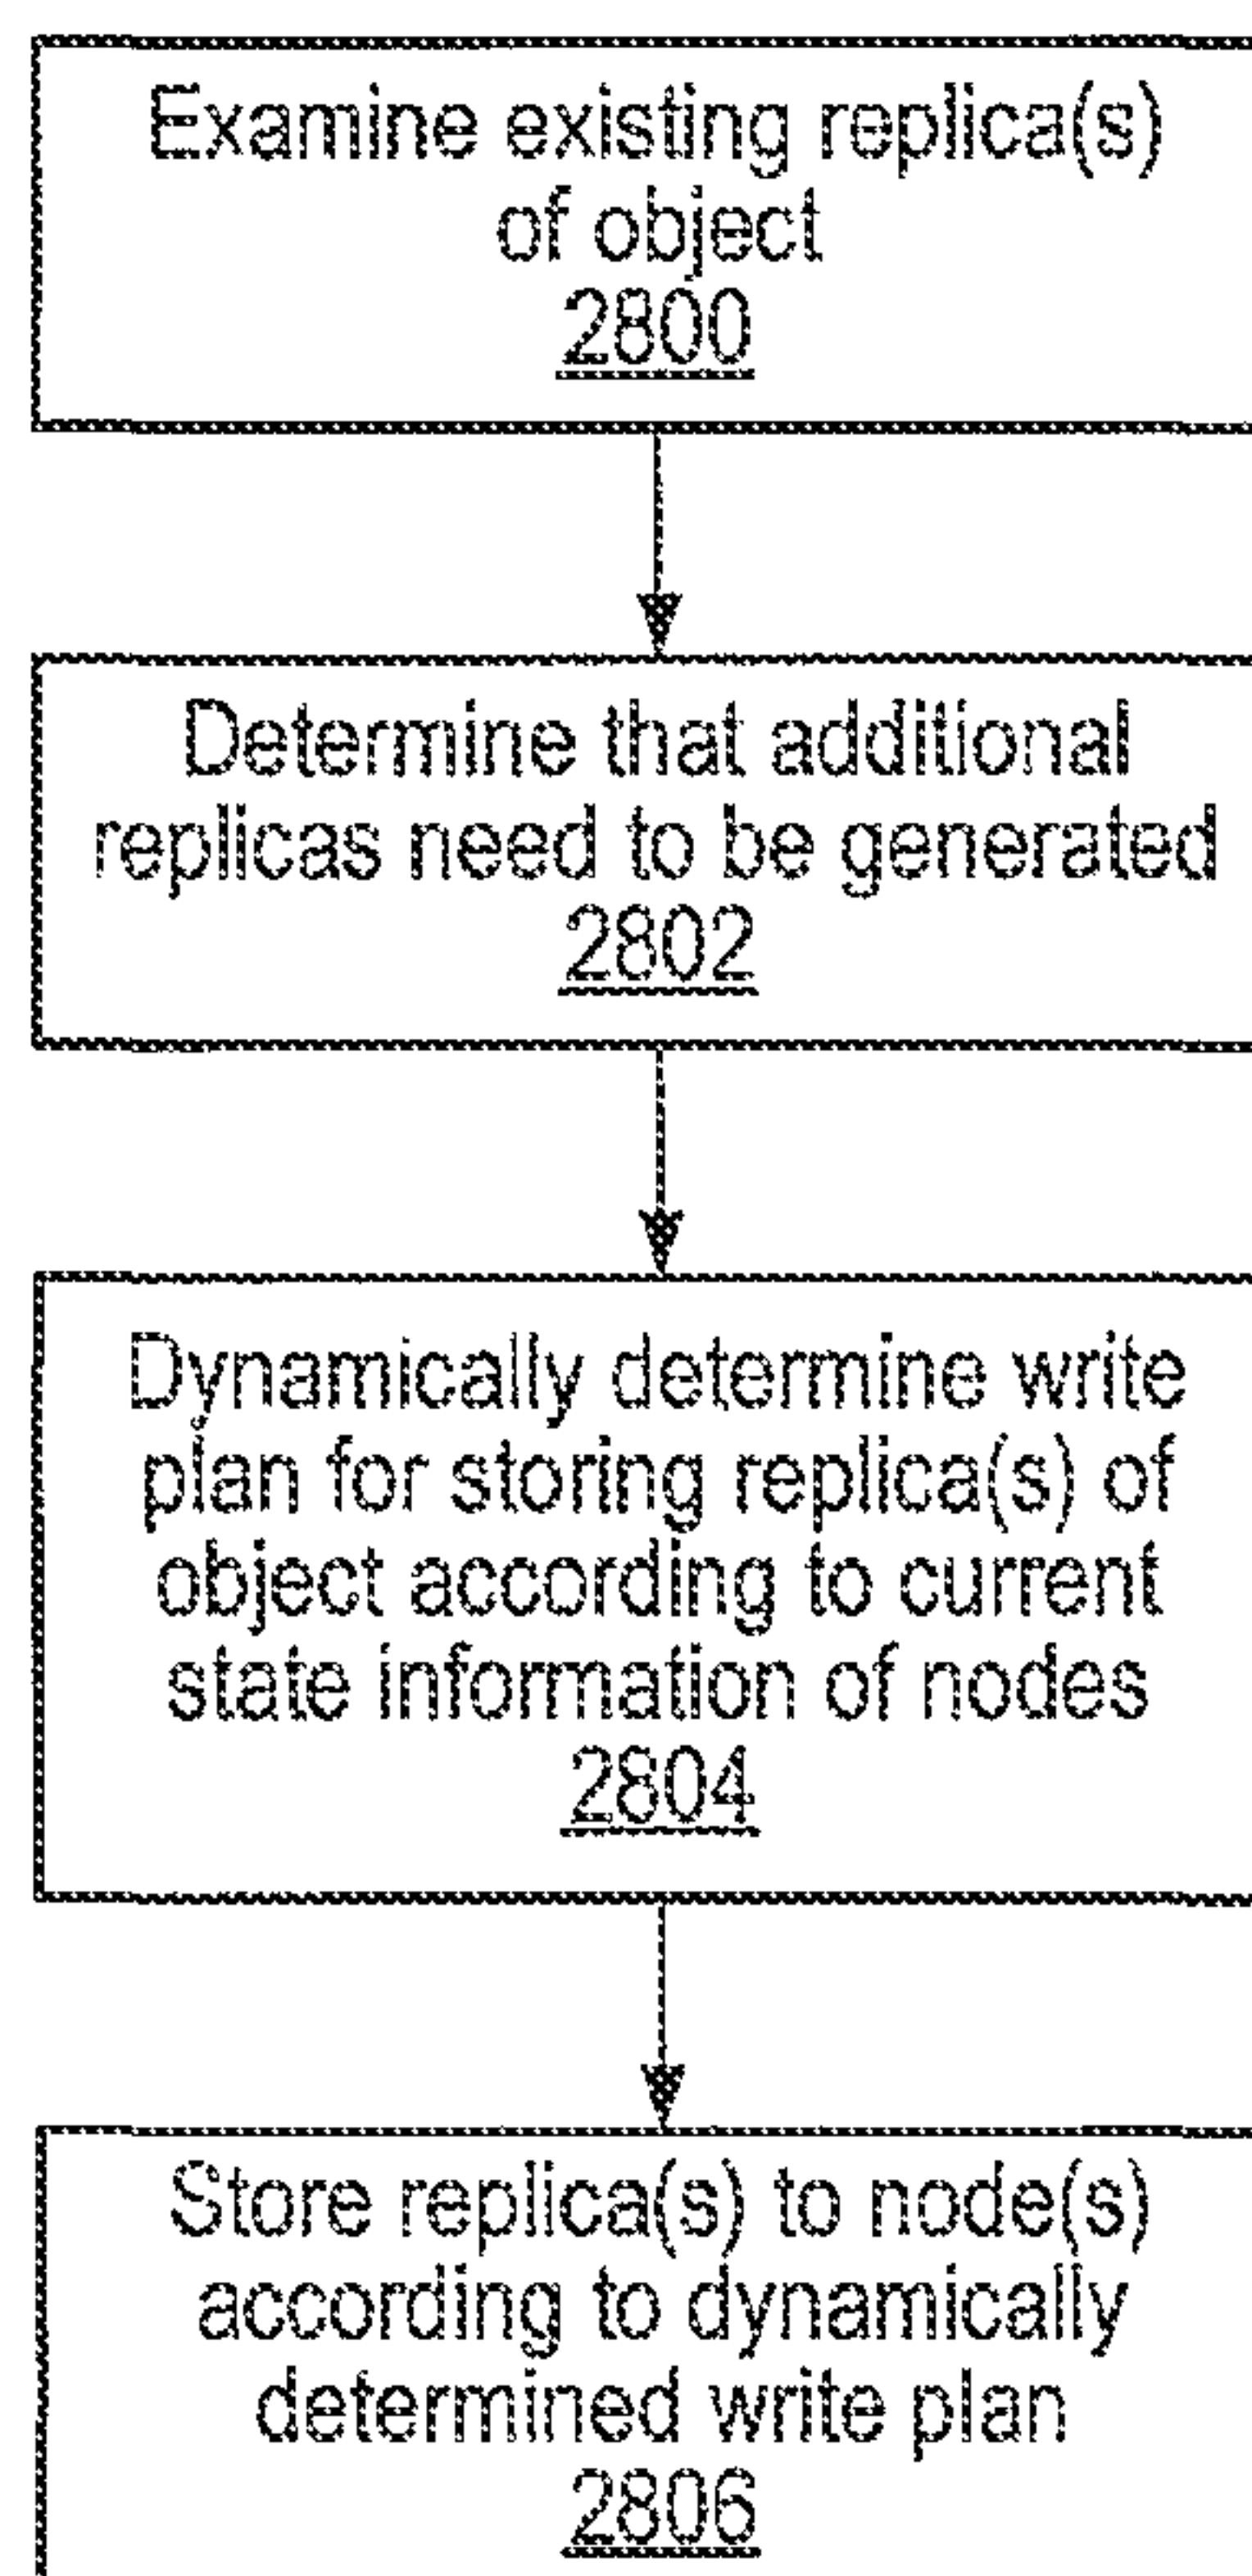 Examine existing replica(s)
of object
2800
Determine that additional
replicas need to be generated
2802
Dynamically determine write
plan for storing replica(s) of
object according to current
state information of nodes
2804
Store replica(s) to node(s)
according to dynamically
determined write plan
2806